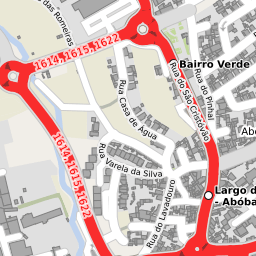 das Romeiras
1614,1615,1622
Bairro Verde
Rua do Pinhal
Rua do São Cristóvão
Rua Casa de Água
Abó
Rua Varela da Silva
1614,1615,1622
Largo d
- Abóba
Rua do Lavadouro